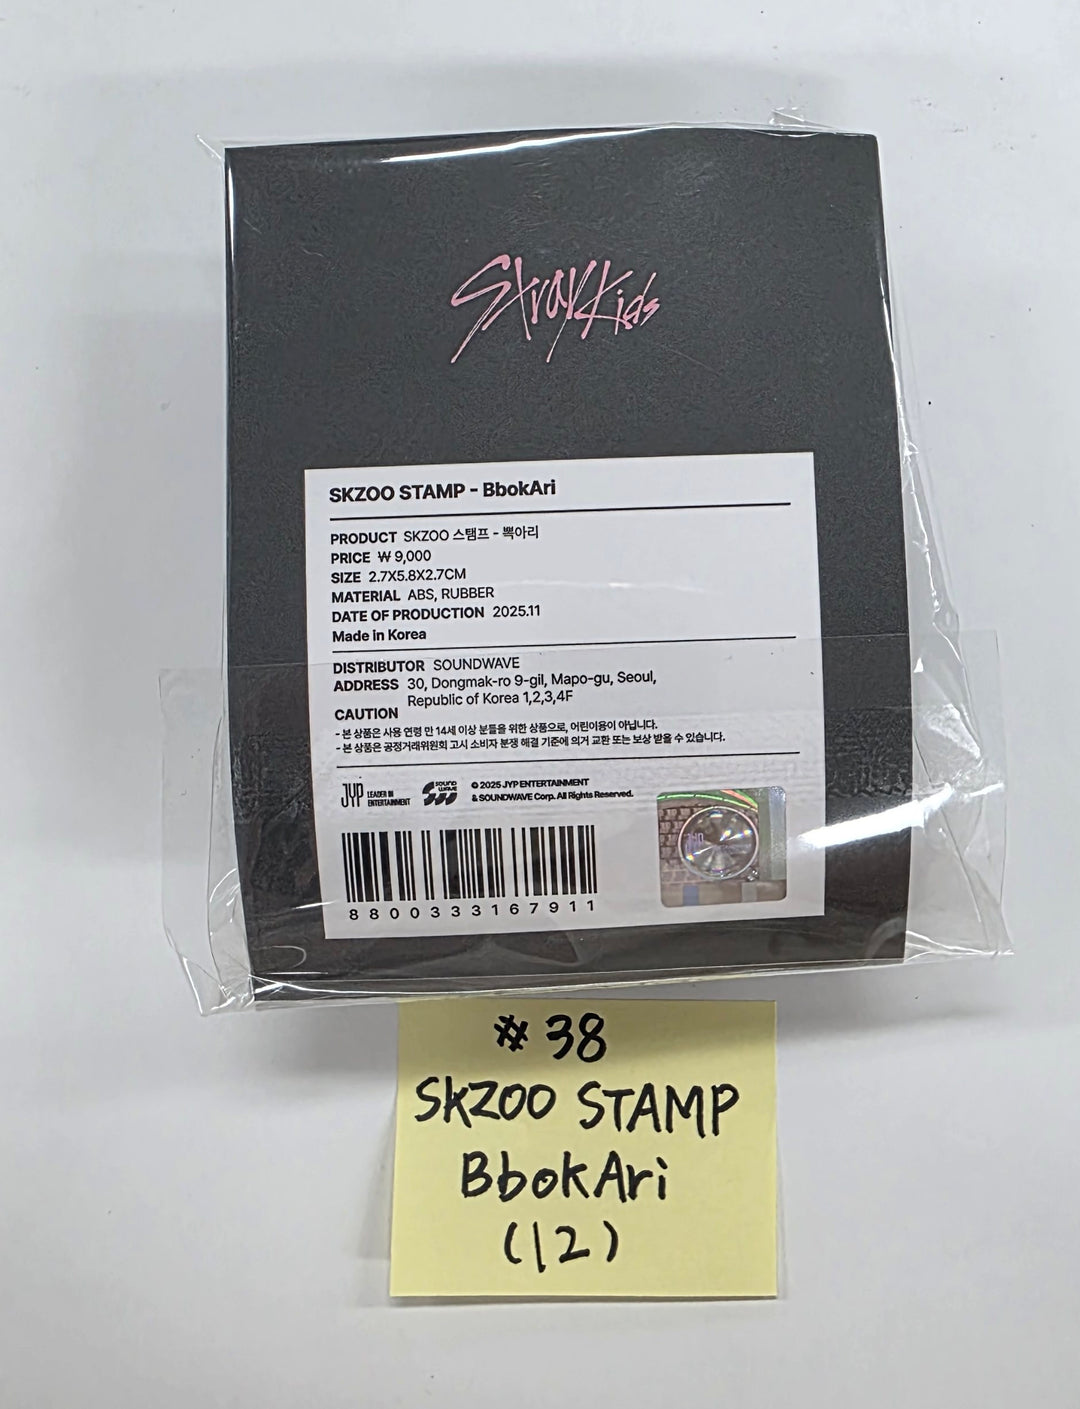 Stray Kids
SKZOO STAMP - BbokAri
PRODUCT SKZOO 스탬프 - 뽁아리
PRICE ₩ 9,000
SIZE 2.7X5.8X2.7CM
MATERIAL ABS, RUBBER
DATE OF PRODUCTION 2025.11
Made in Korea
DISTRIBUTOR SOUNDWAVE
ADDRESS 30, Dongmak-ro 9-gil, Mapo-gu, Seoul,
Republic of Korea 1,2,3,4F
CAUTION
- 본 상품은 사용 연령 만 14세 이상 분들을 위한 상품으로, 어린이용이 아닙니다.
- 본 상품은 공정거래위원회 고시 소비자 분쟁 해결 기준에 의거 교환 또는 보상 받을 수 있습니다.
JYP LEADER IN
ENTERTAINMENT
SOUND
WAVE
© 2025 JYP ENTERTAINMENT
& SOUNDWAVE Corp. All Rights Reserved.
8800333167911
#38
SKZOO STAMP
BbokAri
(12)